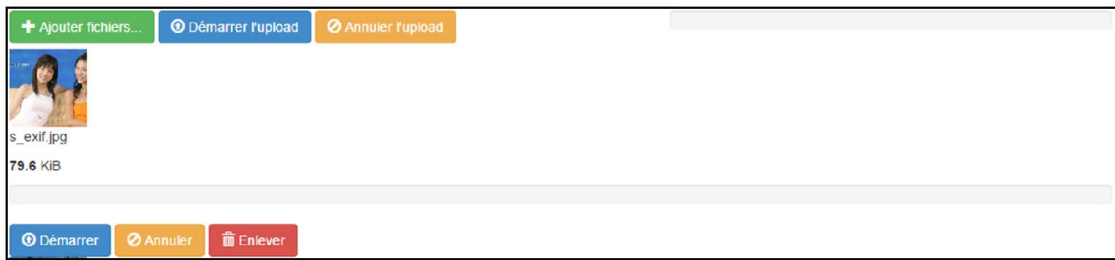 Ajouter fichiers... Démarrer l'upload Annuler l'upload
s_exif.jpg
79.6 KiB
Démarrer Annuler Enlever